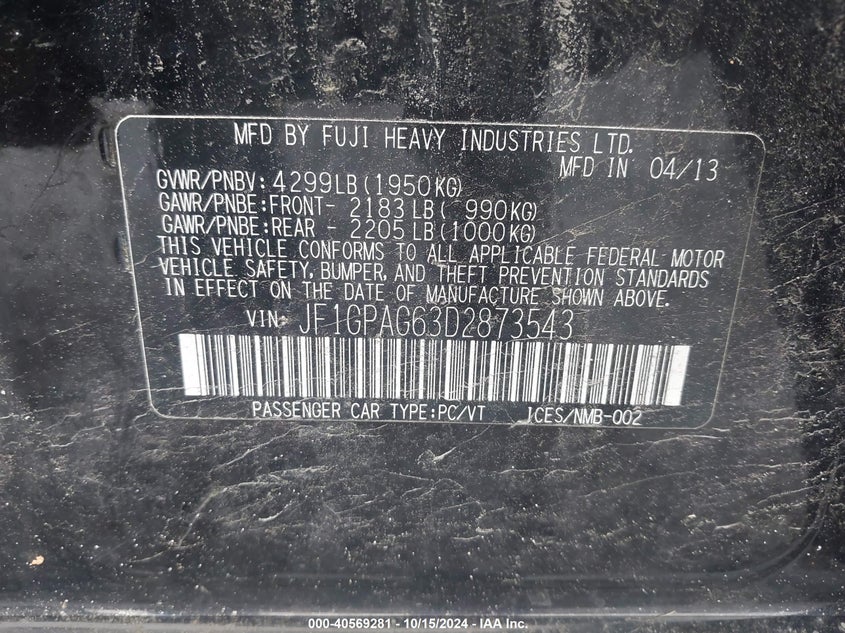 MFD BY FUJI HEAVY INDUSTRIES LTD.
MFD IN 04/13
GVWR/PNBV: 4299LB(1950KG)
GAWR/PNBE:FRONT- 2183LB( 990KG)
GAWR/PNBE:REAR - 2205LB(1000KG)
THIS VEHICLE CONFORMS TO ALL APPLICABLE FEDERAL MOTOR
VEHICLE SAFETY, BUMPER, AND THEFT PREVENTION STANDARDS
IN EFFECT ON THE DATE OF MANUFACTURE SHOWN ABOVE.
VIN: JF1GPAG63D2873543
PASSENGER CAR TYPE:PC/VT ICES/NMB-002
000-40569281 - 10/15/2024 - IAA Inc.